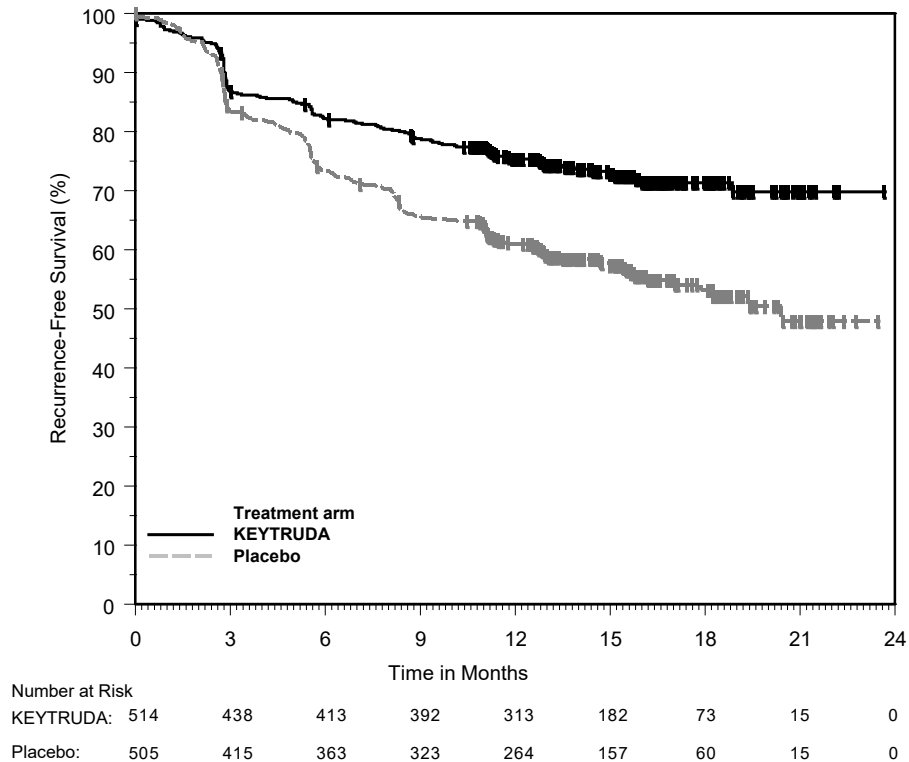 100
90
80
70
60
50
40
30
20
10
0
Recurrence-Free Survival (%)
Treatment arm
KEYTRUDA
Placebo
0 3 6 9 12 15 18 21 24
Time in Months
Number at Risk
KEYTRUDA: 514 438 413 392 313 182 73 15 0
Placebo: 505 415 363 323 264 157 60 15 0